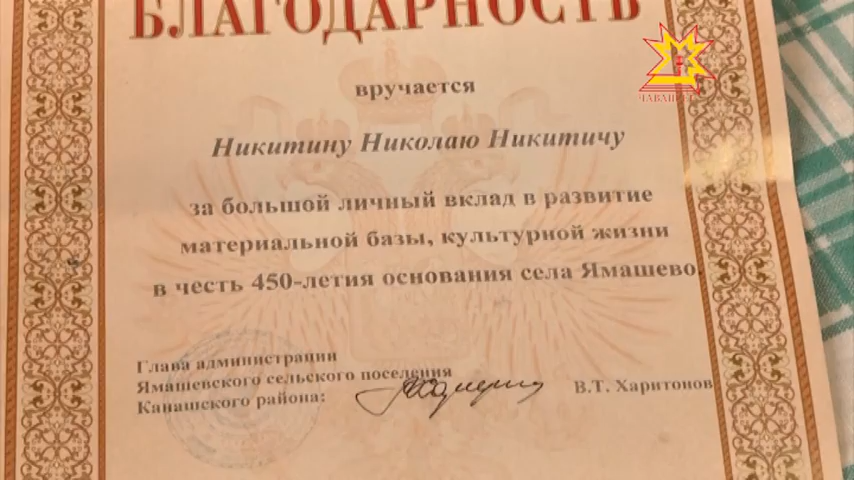 БЛАГОДАРНОСТЬ
вручается
Никитину Николаю Никитичу
за большой личный вклад в развитие
материальной базы, культурной жизни
в честь 450-летия основания села Ямашево.
Глава администрации
Ямашевского сельского поселения
Канашского района:
В.Т. Харитонов